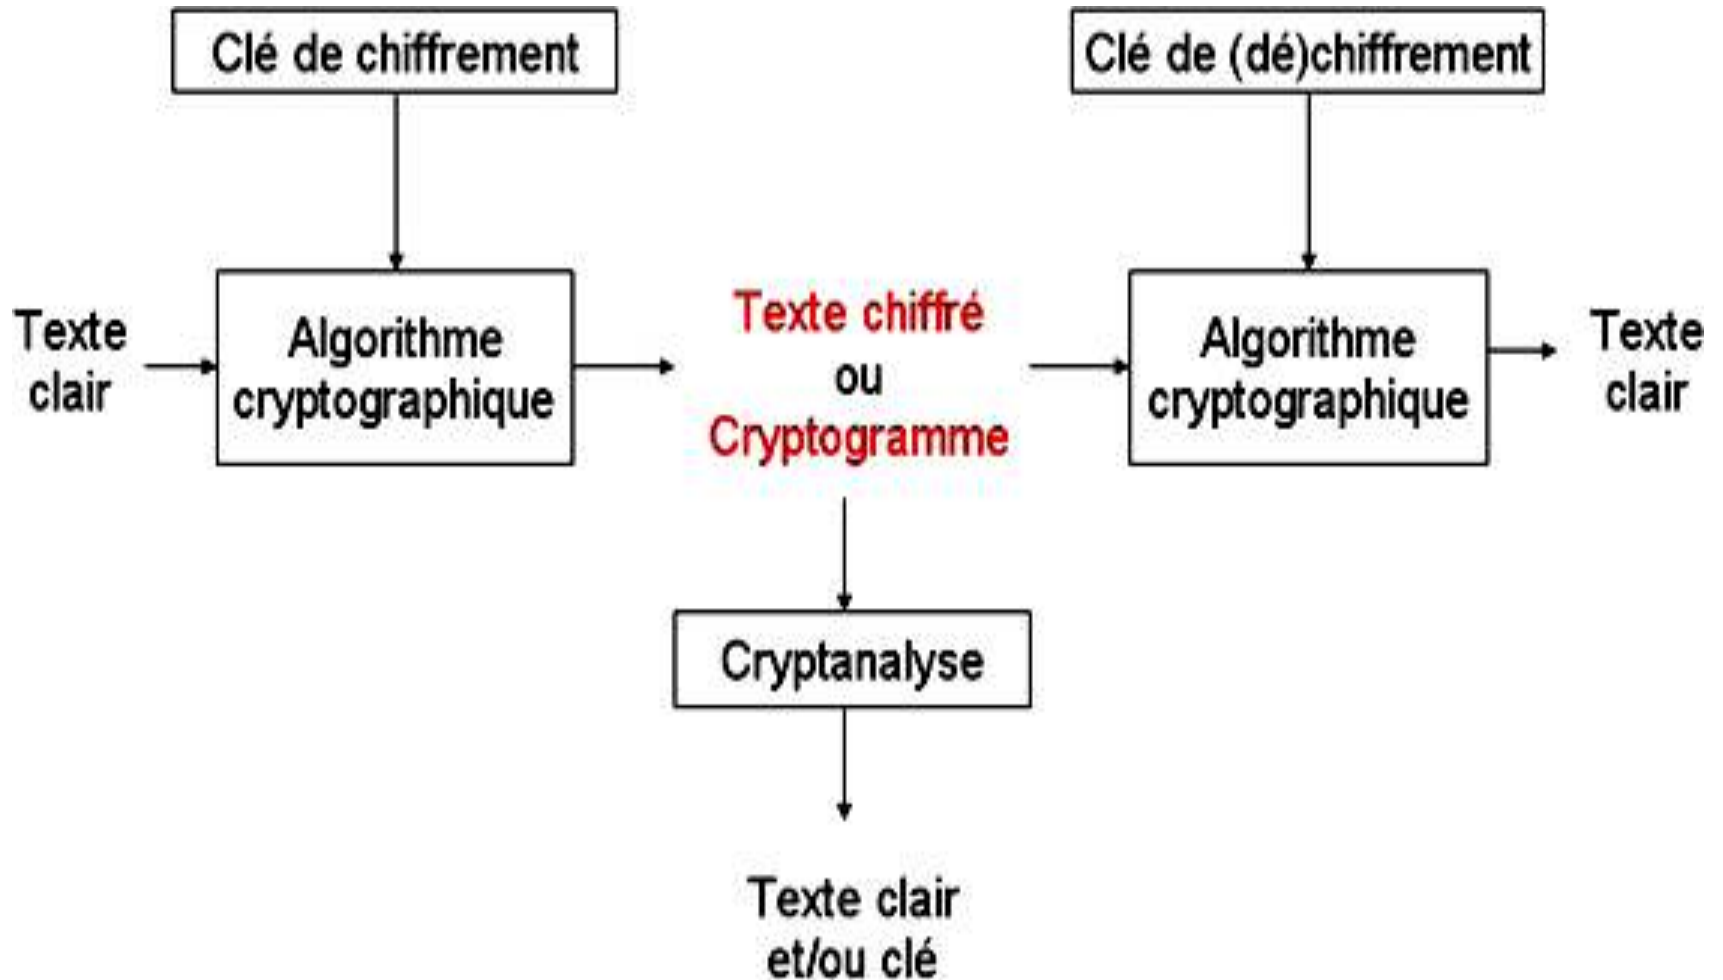 Clé de chiffrement
Clé de (dé)chiffrement
Texte
clair
Algorithme
cryptographique
Texte chiffré
ou
Cryptogramme
Algorithme
cryptographique
Texte
clair
Cryptanalyse
Texte clair
et/ou clé